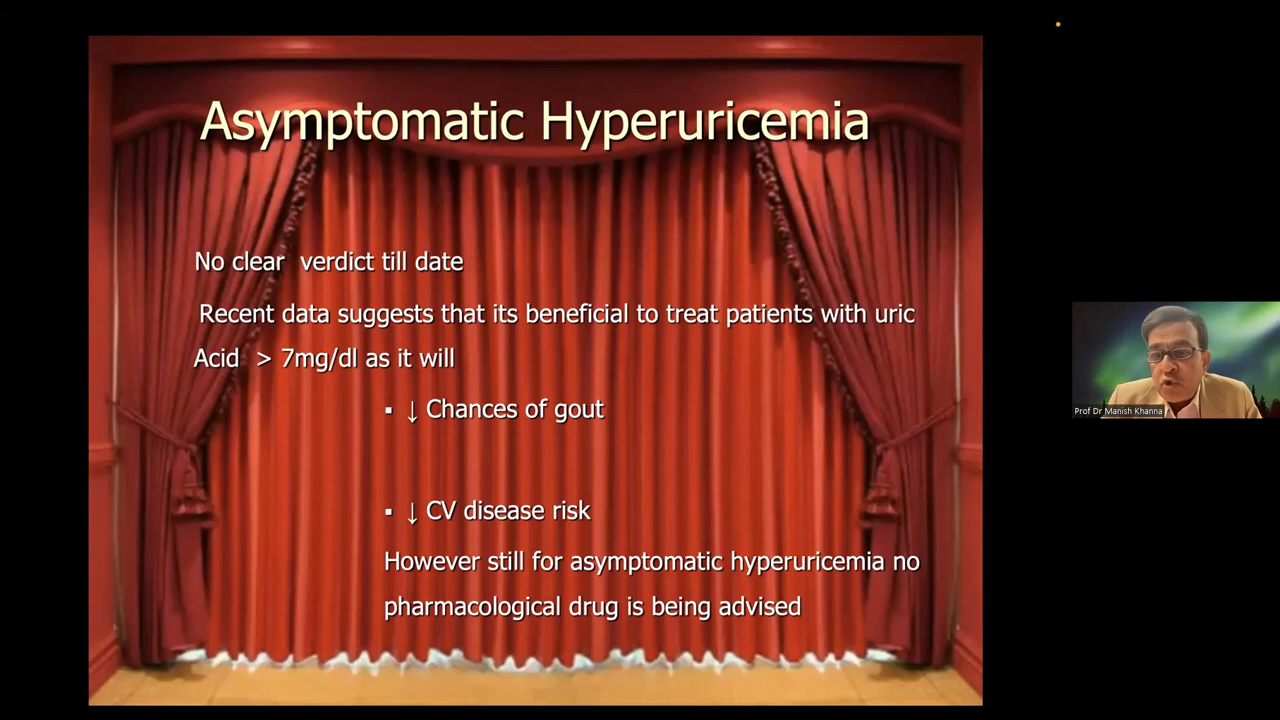 Asymptomatic Hyperuricemia
No clear verdict till date
Recent data suggests that its beneficial to treat patients with uric
Acid > 7mg/dl as it will
▪ ↓ Chances of gout
▪ ↓ CV disease risk
However still for asymptomatic hyperuricemia no
pharmacological drug is being advised
Prof Dr Manish Khanna